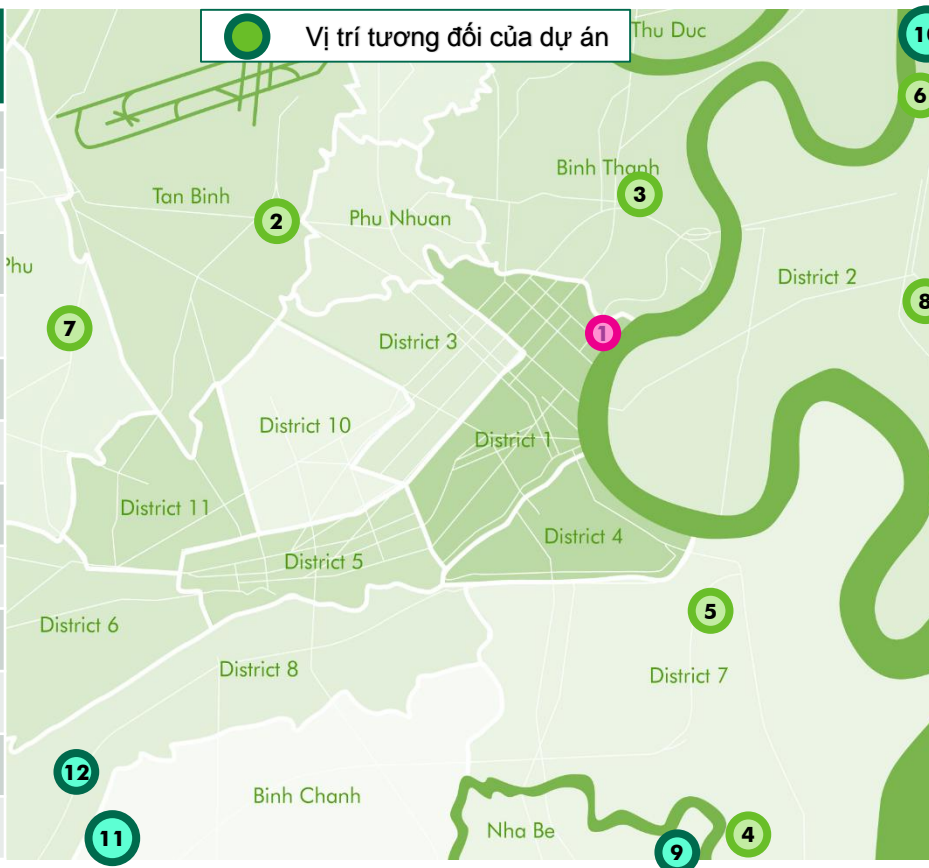 Vị trí tương đối của dự án
Thu Duc
10
6
Binh Thanh
Tan Binh
3
2
Phu Nhuan
Phu
District 2
8
7
1
District 3
District 10
District 1
District 11
District 4
District 5
5
District 6
District 8
District 7
12
Binh Chanh
11
Nha Be
4
9